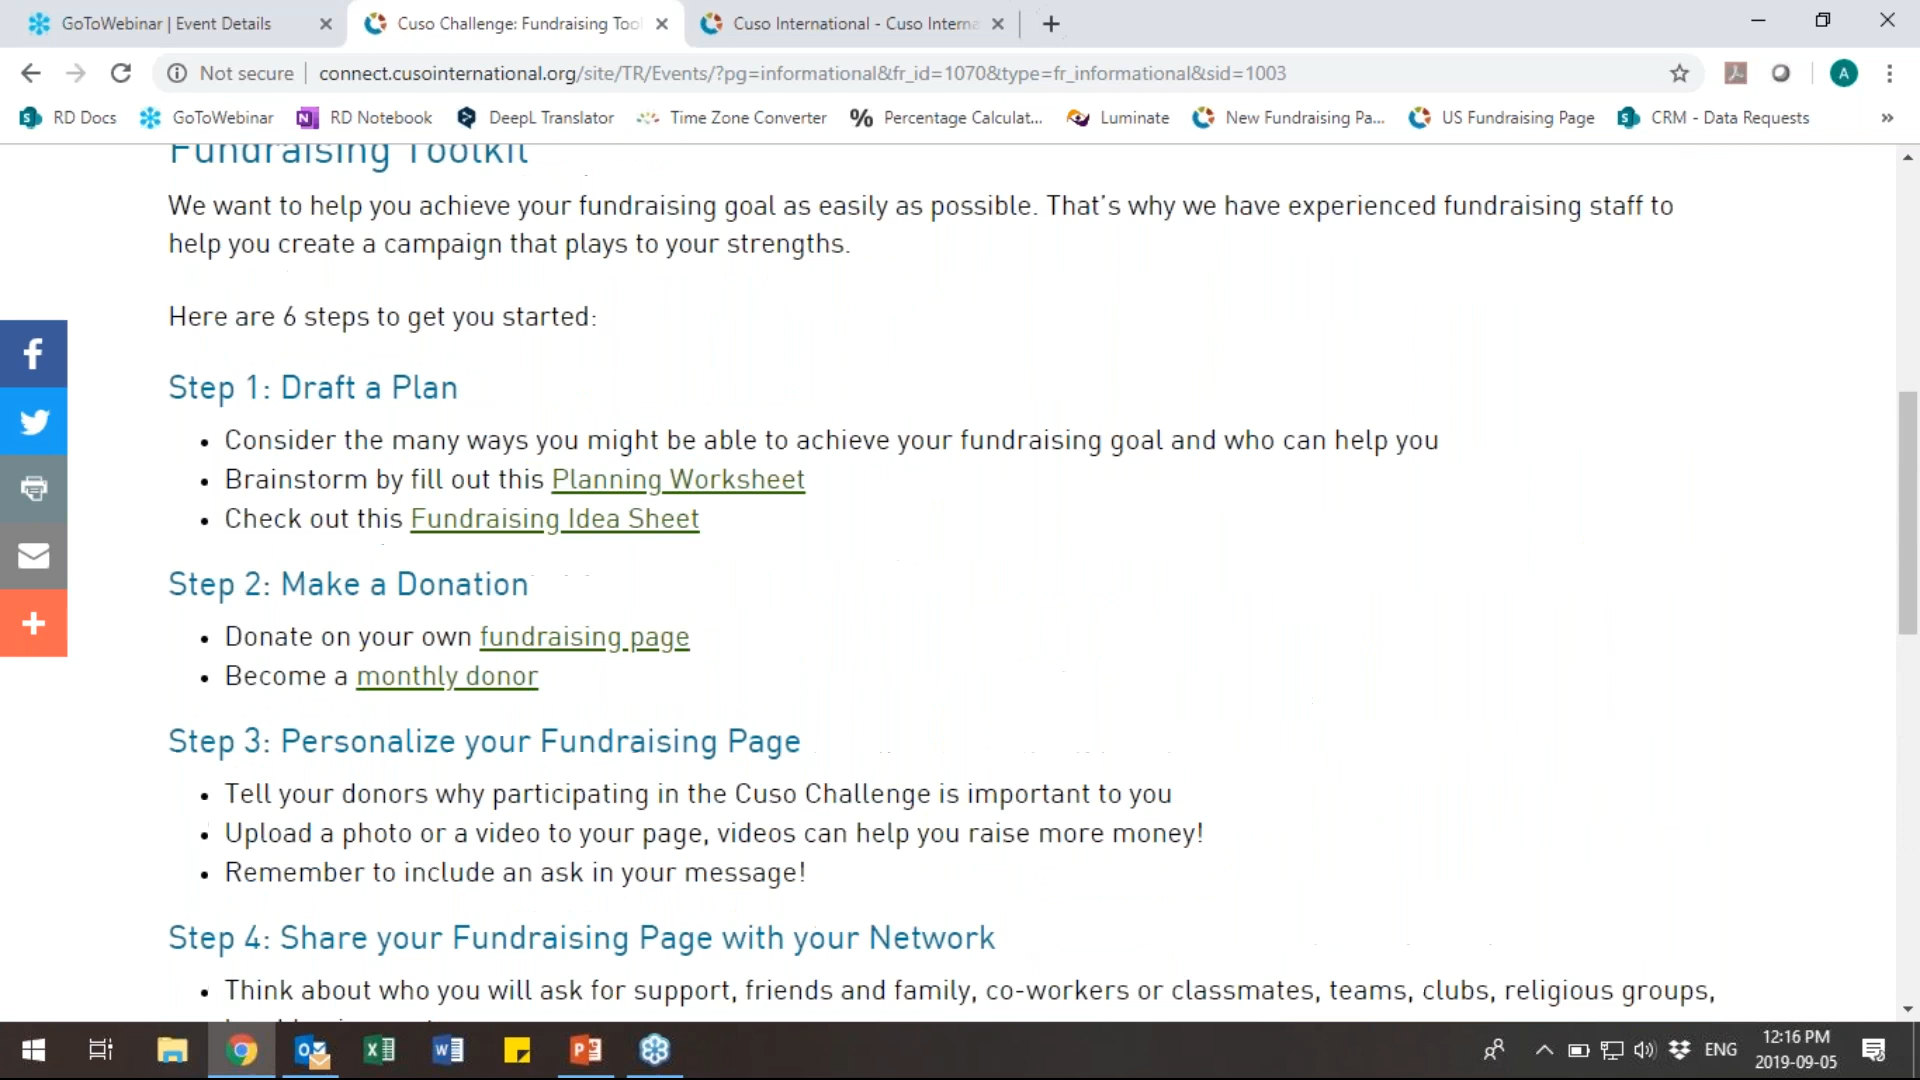 GoToWebinar | Event Details
Cuso Challenge: Fundraising Tool
Cuso International - Cuso Interna
Not secure
connect.cusointernational.org/site/TR/Events/?pg=informational&fr_id=1070&type=fr_informational&sid=1003
A
RD Docs
GoToWebinar
RD Notebook
DeepL Translator
Time Zone Converter
Percentage Calculat...
Luminate
New Fundraising Pa...
US Fundraising Page
CRM - Data Requests
Fundraising Toolkit
We want to help you achieve your fundraising goal as easily as possible. That's why we have experienced fundraising staff to
help you create a campaign that plays to your strengths.
Here are 6 steps to get you started:
Step 1: Draft a Plan
• Consider the many ways you might be able to achieve your fundraising goal and who can help you
• Brainstorm by fill out this Planning Worksheet
• Check out this Fundraising Idea Sheet
Step 2: Make a Donation
• Donate on your own fundraising page
• Become a monthly donor
Step 3: Personalize your Fundraising Page
• Tell your donors why participating in the Cuso Challenge is important to you
• Upload a photo or a video to your page, videos can help you raise more money!
• Remember to include an ask in your message!
Step 4: Share your Fundraising Page with your Network
• Think about who you will ask for support, friends and family, co-workers or classmates, teams, clubs, religious groups,
ENG
12:16 PM
2019-09-05